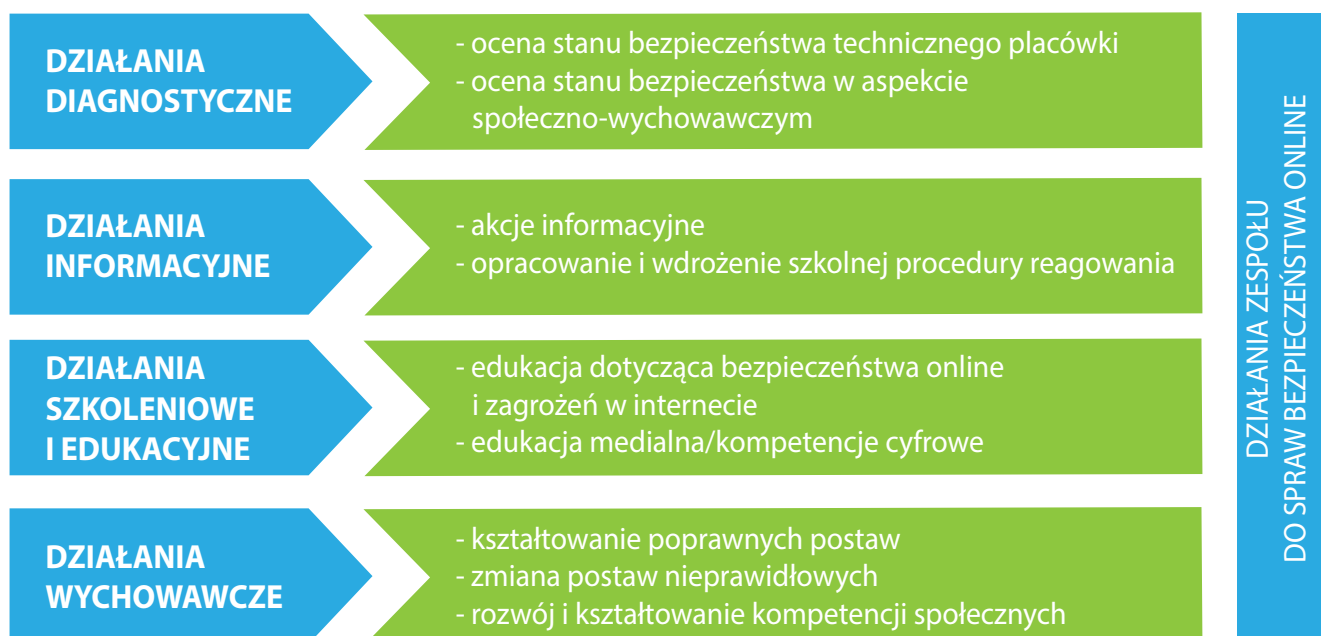 DZIAŁANIA
DIAGNOSTYCZNE
- ocena stanu bezpieczeństwa technicznego placówki
- ocena stanu bezpieczeństwa w aspekcie
społeczno-wychowawczym
DZIAŁANIA
INFORMACYJNE
- akcje informacyjne
- opracowanie i wdrożenie szkolnej procedury reagowania
DZIAŁANIA
SZKOLENIOWE
I EDUKACYJNE
- edukacja dotycząca bezpieczeństwa online
i zagrożeń w internecie
- edukacja medialna/kompetencje cyfrowe
DZIAŁANIA
WYCHOWAWCZE
- kształtowanie poprawnych postaw
- zmiana postaw nieprawidłowych
- rozwój i kształtowanie kompetencji społecznych
DZIAŁANIA ZESPOŁU
DO SPRAW BEZPIECZEŃSTWA ONLINE